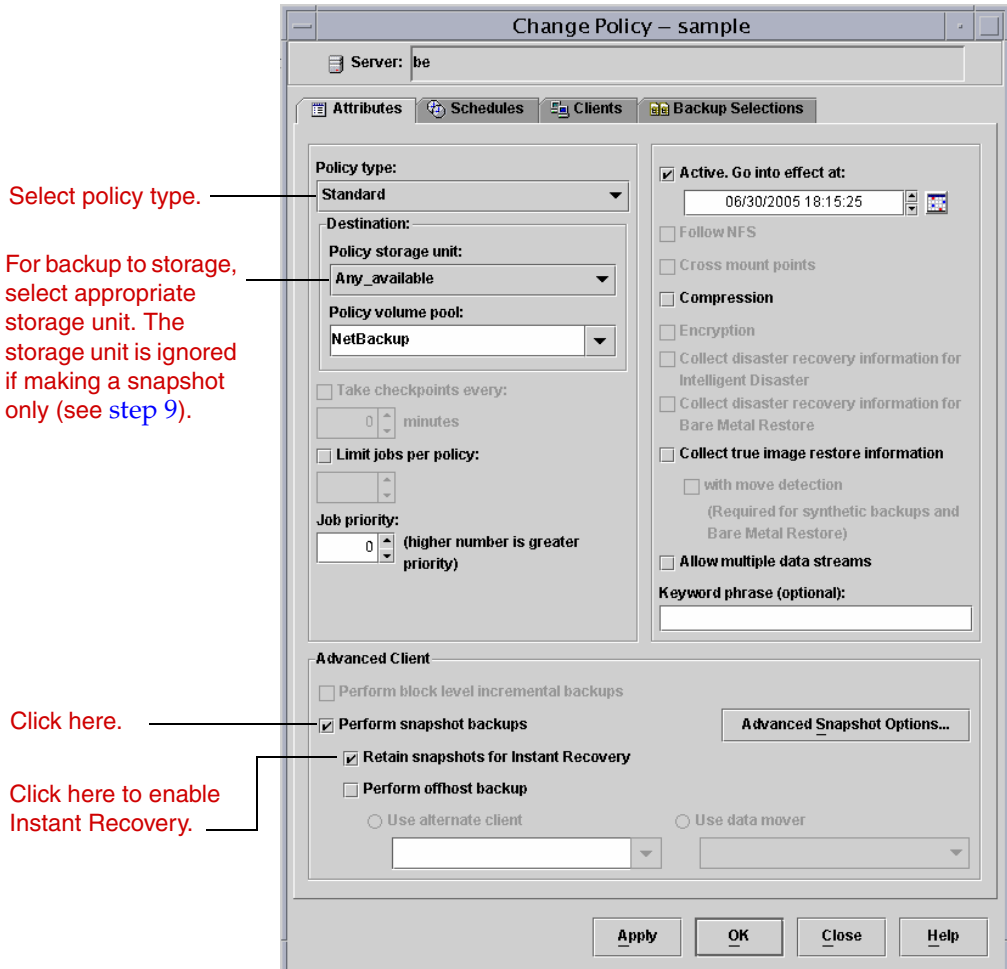 Change Policy – sample
Server: be
Attributes
Schedules
Clients
Backup Selections
Select policy type.
For backup to storage,
select appropriate
storage unit. The
storage unit is ignored
if making a snapshot
only (see step 9).
Click here.
Click here to enable
Instant Recovery.
Policy type:
Standard
Destination:
Policy storage unit:
Any_available
Policy volume pool:
NetBackup
Take checkpoints every:
0 minutes
Limit jobs per policy:
Job priority:
0 (higher number is greater
priority)
Active. Go into effect at:
06/30/2005 18:15:25
Follow NFS
Cross mount points
Compression
Encryption
Collect disaster recovery information for
Intelligent Disaster
Collect disaster recovery information for
Bare Metal Restore
Collect true image restore information
with move detection
(Required for synthetic backups and
Bare Metal Restore)
Allow multiple data streams
Keyword phrase (optional):
Advanced Client
Perform block level incremental backups
Perform snapshot backups
Advanced Snapshot Options...
Retain snapshots for Instant Recovery
Perform offhost backup
Use alternate client
Use data mover
Apply
OK
Close
Help